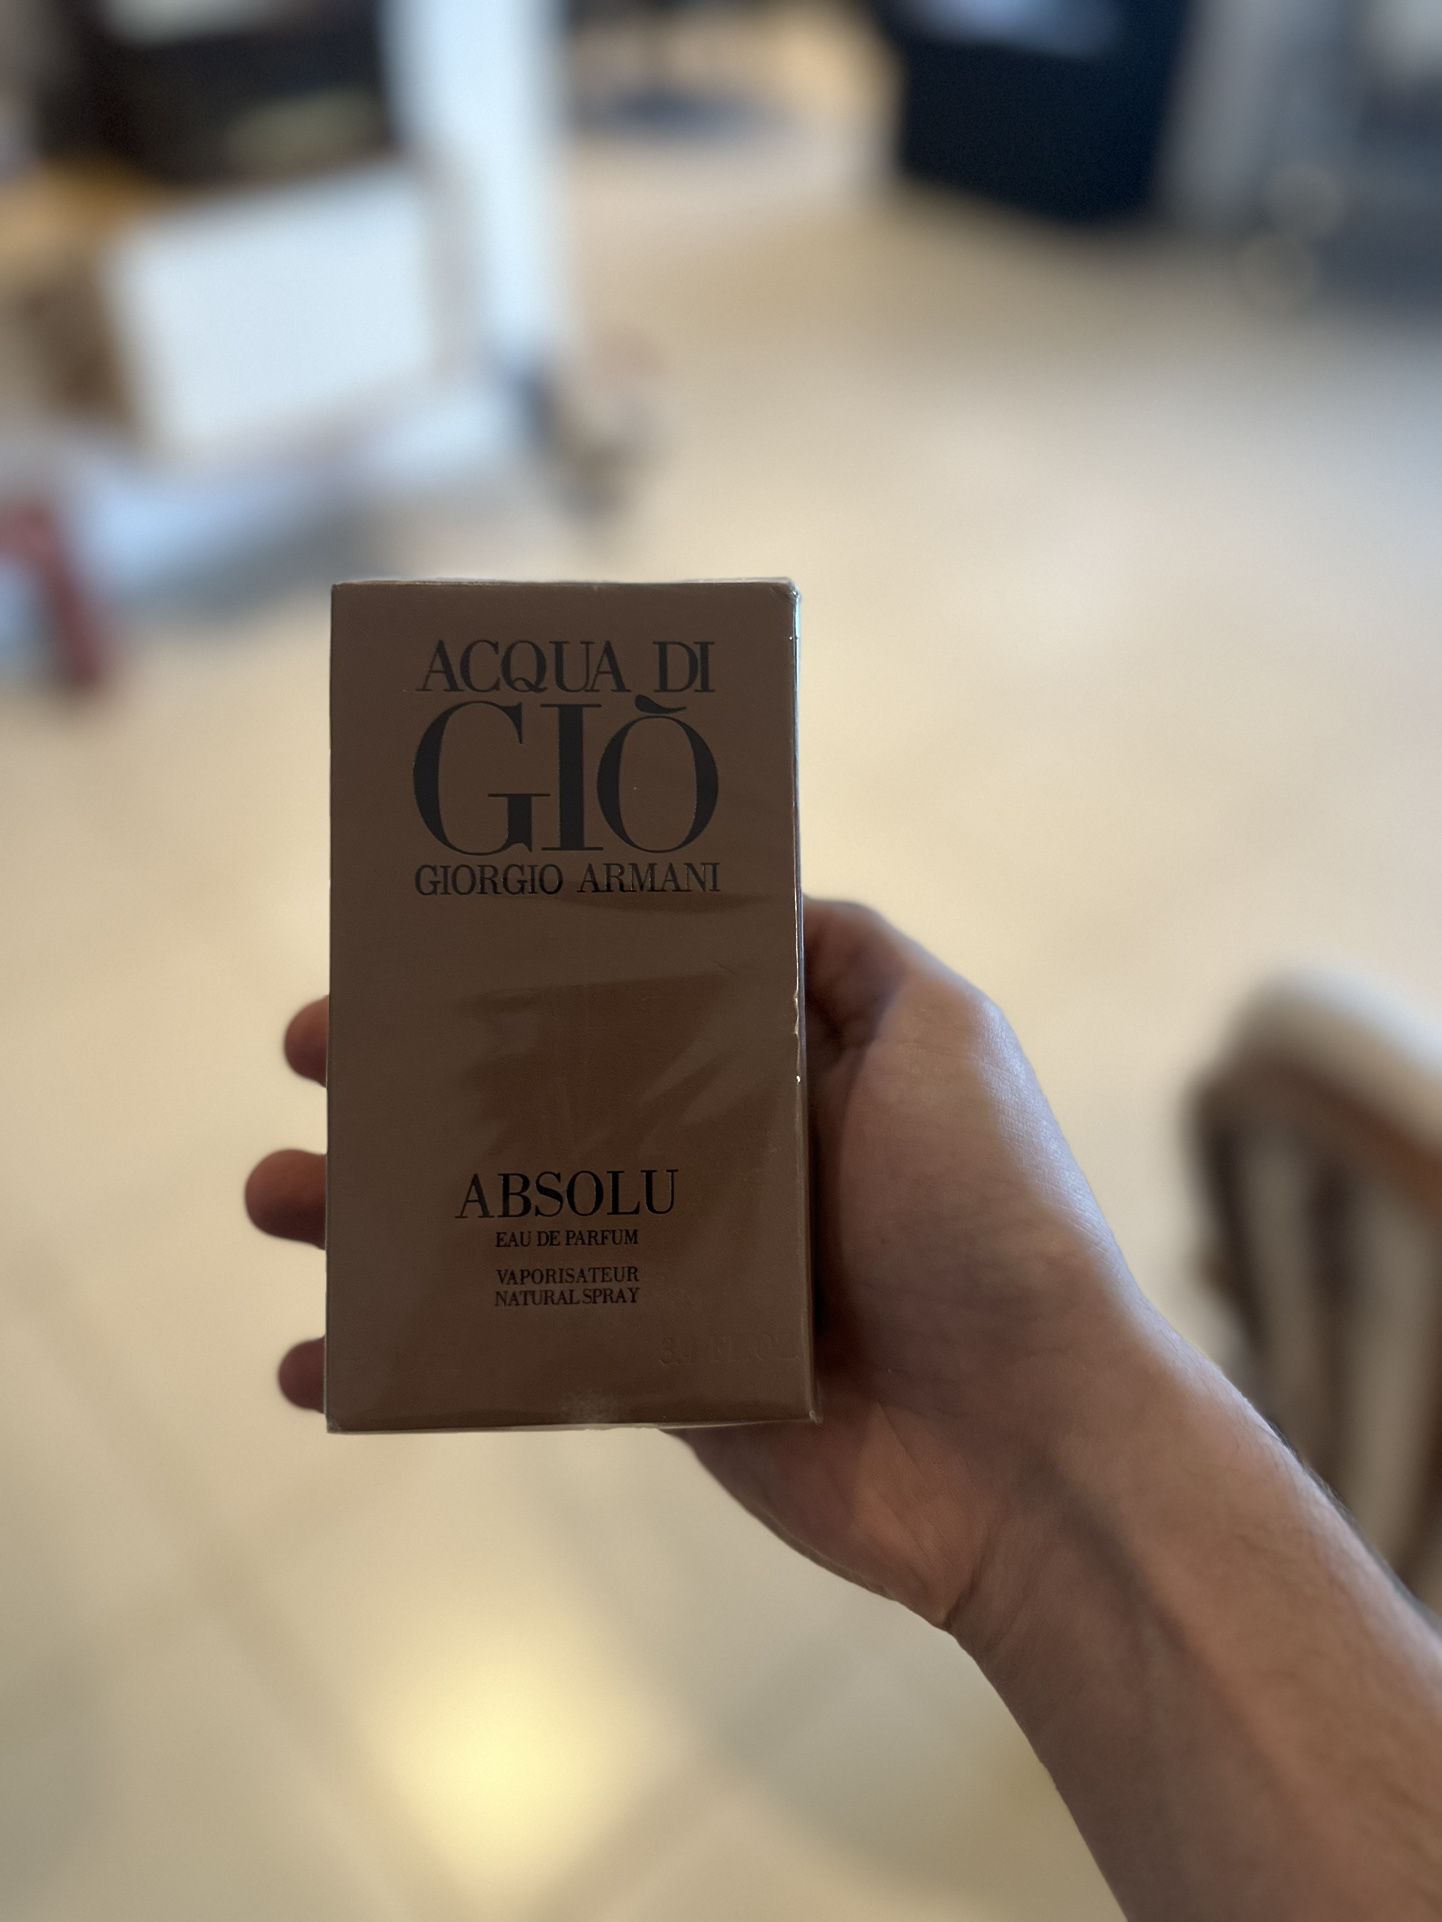 ACQUA DI
GIÒ
GIORGIO ARMANI
ABSOLU
EAU DE PARFUM
VAPORISATEUR
NATURAL SPRAY